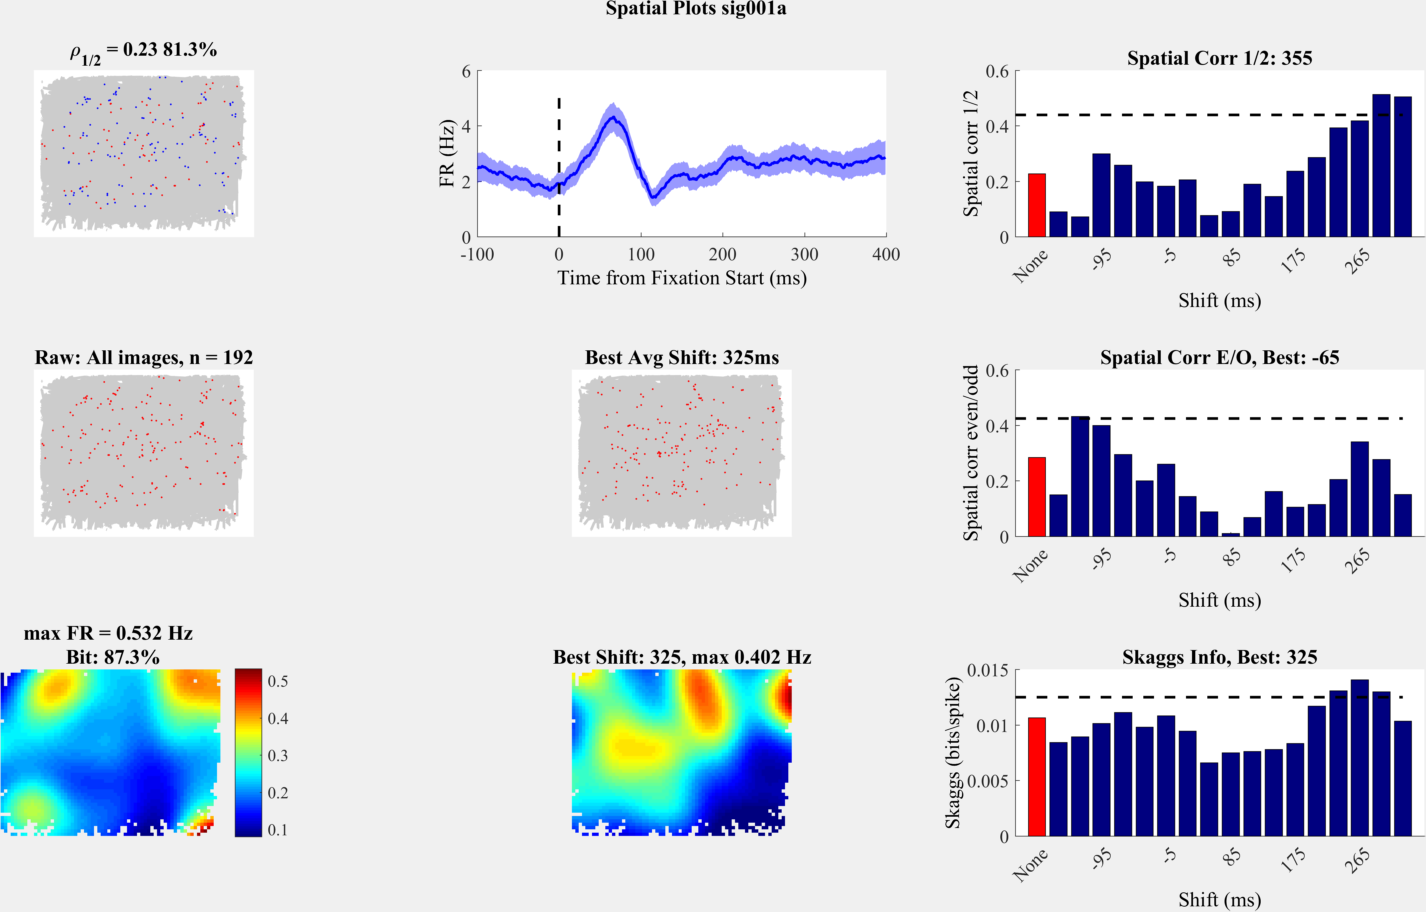 Spatial Plots sig001a
ρ1/2 = 0.23 81.3%
6
4
2
0
FR (Hz)
-100 0 100 200 300 400
Time from Fixation Start (ms)
Spatial Corr 1/2: 355
0.6
0.4
0.2
0
Spatial corr 1/2
None -95 -5 85 175 265
Shift (ms)
Raw: All images, n = 192
Best Avg Shift: 325ms
Spatial Corr E/O, Best: -65
0.6
0.4
0.2
0
Spatial corr even/odd
None -95 -5 85 175 265
Shift (ms)
max FR = 0.532 Hz
Bit: 87.3%
0.5
0.4
0.3
0.2
0.1
Best Shift: 325, max 0.402 Hz
Skaggs Info, Best: 325
0.015
0.01
0.005
0
Skaggs (bits\spike)
None -95 -5 85 175 265
Shift (ms)